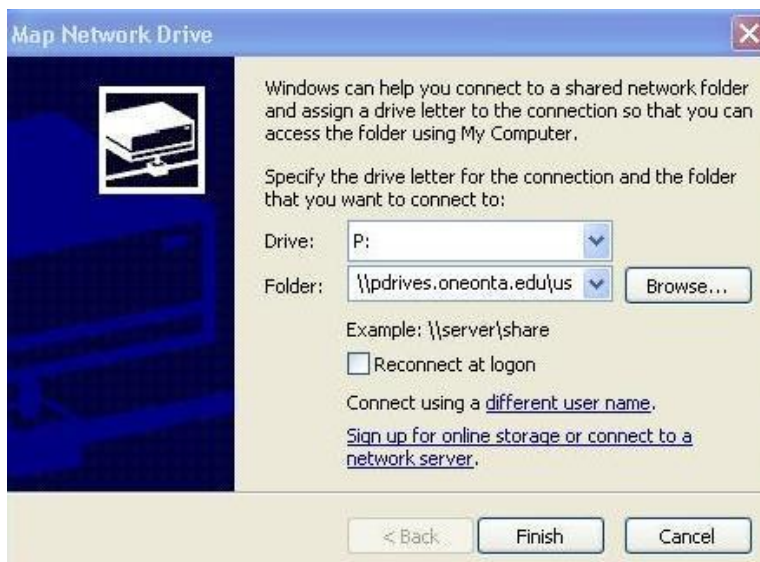 Map Network Drive
Windows can help you connect to a shared network folder
and assign a drive letter to the connection so that you can
access the folder using My Computer.
Specify the drive letter for the connection and the folder
that you want to connect to:
Drive: P:
Folder: \\pdrives.oneonta.edu\us Browse...
Example: \\server\share
Reconnect at logon
Connect using a different user name.
Sign up for online storage or connect to a
network server.
< Back Finish Cancel